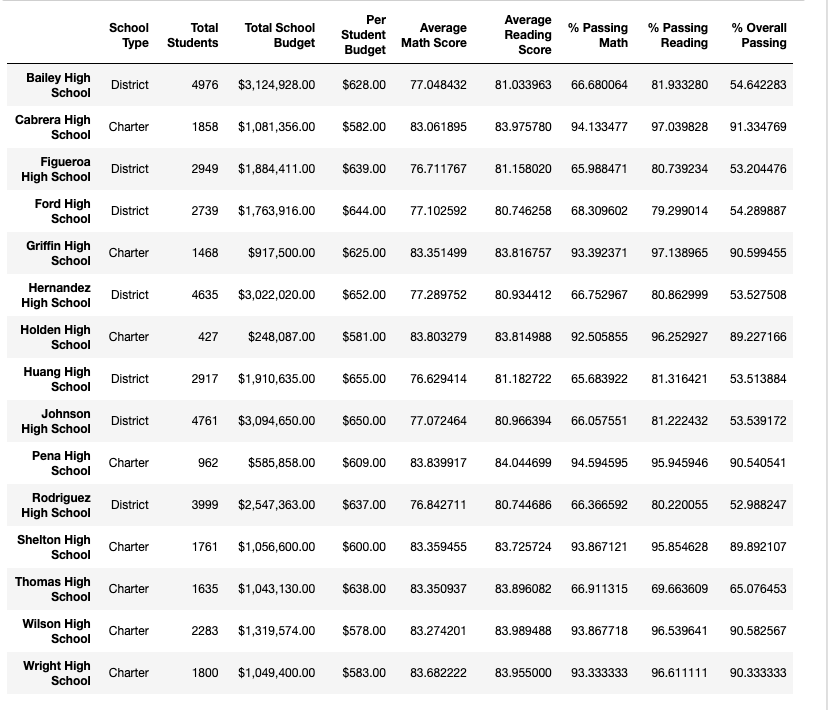 School Type Total Students Total School Budget Per Student Budget Average Math Score Average Reading Score % Passing Math % Passing Reading % Overall Passing
Bailey High School District 4976 $3,124,928.00 $628.00 77.048432 81.033963 66.680064 81.933280 54.642283
Cabrera High School Charter 1858 $1,081,356.00 $582.00 83.061895 83.975780 94.133477 97.039828 91.334769
Figueroa High School District 2949 $1,884,411.00 $639.00 76.711767 81.158020 65.988471 80.739234 53.204476
Ford High School District 2739 $1,763,916.00 $644.00 77.102592 80.746258 68.309602 79.299014 54.289887
Griffin High School Charter 1468 $917,500.00 $625.00 83.351499 83.816757 93.392371 97.138965 90.599455
Hernandez High School District 4635 $3,022,020.00 $652.00 77.289752 80.934412 66.752967 80.862999 53.527508
Holden High School Charter 427 $248,087.00 $581.00 83.803279 83.814988 92.505855 96.252927 89.227166
Huang High School District 2917 $1,910,635.00 $655.00 76.629414 81.182722 65.683922 81.316421 53.513884
Johnson High School District 4761 $3,094,650.00 $650.00 77.072464 80.966394 66.057551 81.222432 53.539172
Pena High School Charter 962 $585,858.00 $609.00 83.839917 84.044699 94.594595 95.945946 90.540541
Rodriguez High School District 3999 $2,547,363.00 $637.00 76.842711 80.744686 66.366592 80.220055 52.988247
Shelton High School Charter 1761 $1,056,600.00 $600.00 83.359455 83.725724 93.867121 95.854628 89.892107
Thomas High School Charter 1635 $1,043,130.00 $638.00 83.350937 83.896082 66.911315 69.663609 65.076453
Wilson High School Charter 2283 $1,319,574.00 $578.00 83.274201 83.989488 93.867718 96.539641 90.582567
Wright High School Charter 1800 $1,049,400.00 $583.00 83.682222 83.955000 93.333333 96.611111 90.333333